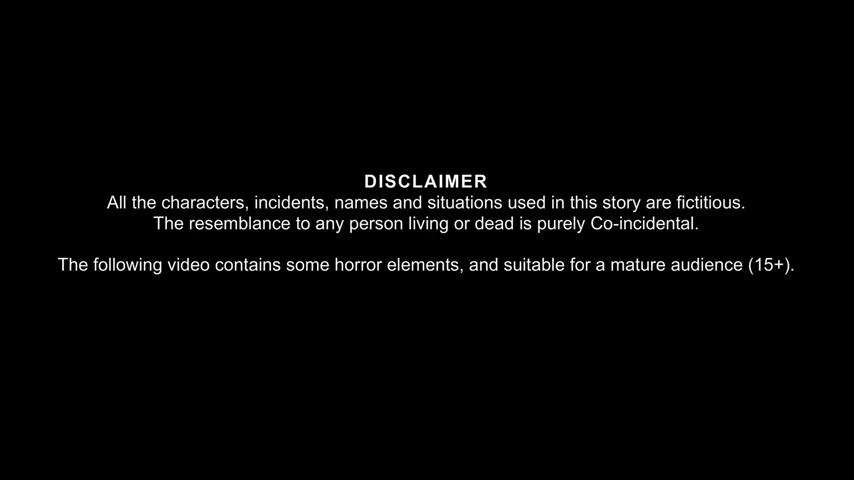 DISCLAIMER
All the characters, incidents, names and situations used in this story are fictitious.
The resemblance to any person living or dead is purely Co-incidental.
The following video contains some horror elements, and suitable for a mature audience (15+).